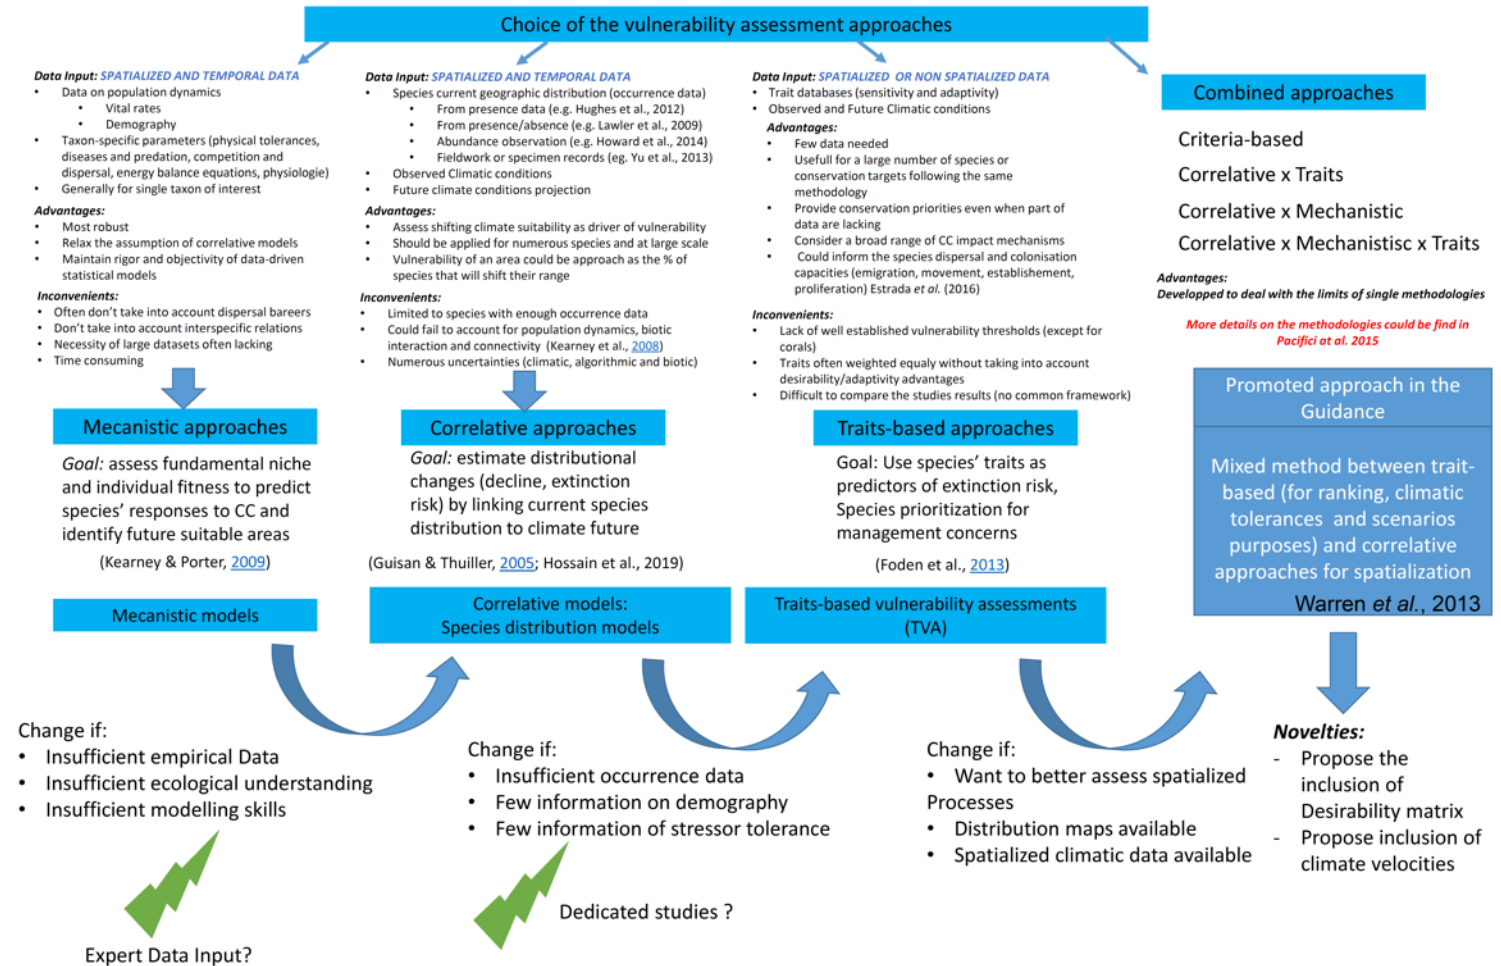 Choice of the vulnerability assessment approaches
Data Input: SPATIALIZED AND TEMPORAL DATA
• Data on population dynamics
• Vital rates
• Demography
• Taxon-specific parameters (physical tolerances,
diseases and predation, competition and
dispersal, energy balance equations, physiologie)
• Generally for single taxon of interest
Advantages:
• Most robust
• Relax the assumption of correlative models
• Maintain rigor and objectivity of data-driven
statistical models
Inconvenients:
• Often don't take into account dispersal bareers
• Don't take into account interspecific relations
• Necessity of large datasets often lacking
• Time consuming
Mecanistic approaches
Goal: assess fundamental niche
and individual fitness to predict
species' responses to CC and
identify future suitable areas
(Kearney & Porter, 2009)
Mecanistic models
Change if:
• Insufficient empirical Data
• Insufficient ecological understanding
• Insufficient modelling skills
Expert Data Input?
Data Input: SPATIALIZED AND TEMPORAL DATA
• Species current geographic distribution (occurrence data)
• From presence data (e.g. Hughes et al., 2012)
• From presence/absence (e.g. Lawler et al., 2009)
• Abundance observation (e.g. Howard et al., 2014)
• Fieldwork or specimen records (eg. Yu et al., 2013)
• Observed Climatic conditions
• Future climate conditions projection
Advantages:
• Assess shifting climate suitability as driver of vulnerability
• Should be applied for numerous species and at large scale
• Vulnerability of an area could be approach as the % of
species that will shift their range
Inconvenients:
• Limited to species with enough occurrence data
• Could fail to account for population dynamics, biotic
interaction and connectivity (Kearney et al., 2008)
• Numerous uncertainties (climatic, algorithmic and biotic)
Correlative approaches
Goal: estimate distributional
changes (decline, extinction
risk) by linking current species
distribution to climate future
(Guisan & Thuiller, 2005; Hossain et al., 2019)
Correlative models:
Species distribution models
Change if:
• Insufficient occurrence data
• Few information on demography
• Few information of stressor tolerance
Dedicated studies ?
Data Input: SPATIALIZED OR NON SPATIALIZED DATA
• Trait databases (sensitivity and adaptivity)
• Observed and Future Climatic conditions
Advantages:
• Few data needed
• Usefull for a large number of species or
conservation targets following the same
methodology
• Provide conservation priorities even when part of
data are lacking
• Consider a broad range of CC impact mechanisms
• Could inform the species dispersal and colonisation
capacities (emigration, movement, establishement,
proliferation) Estrada et al. (2016)
Inconvenients:
• Lack of well established vulnerability thresholds (except for
corals)
• Traits often weighted equaly without taking into account
desirability/adaptivity advantages
• Difficult to compare the studies results (no common framework)
Traits-based approaches
Goal: Use species' traits as
predictors of extinction risk,
Species prioritization for
management concerns
(Foden et al., 2013)
Traits-based vulnerability assessments
(TVA)
Change if:
• Want to better assess spatialized
Processes
• Distribution maps available
• Spatialized climatic data available
Combined approaches
Criteria-based
Correlative x Traits
Correlative x Mechanistic
Correlative x Mechanistisc x Traits
Advantages:
Developped to deal with the limits of single methodologies
More details on the methodologies could be find in
Pacifici at al. 2015
Promoted approach in the
Guidance
Mixed method between trait-
based (for ranking, climatic
tolerances and scenarios
purposes) and correlative
approaches for spatialization
Warren et al., 2013
Novelties:
- Propose the
inclusion of
Desirability matrix
- Propose inclusion of
climate velocities